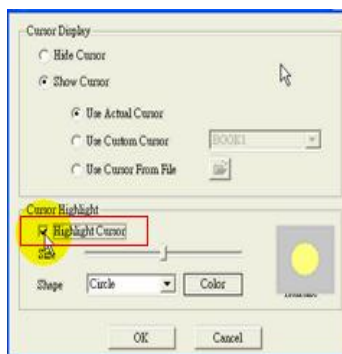 Cursor Display
Hide Cursor
Show Cursor
Use Actual Cursor
Use Custom Cursor BOOK1
Use Cursor From File
Cursor Highlight
Highlight Cursor
Size
Shape Circle Color
OK Cancel